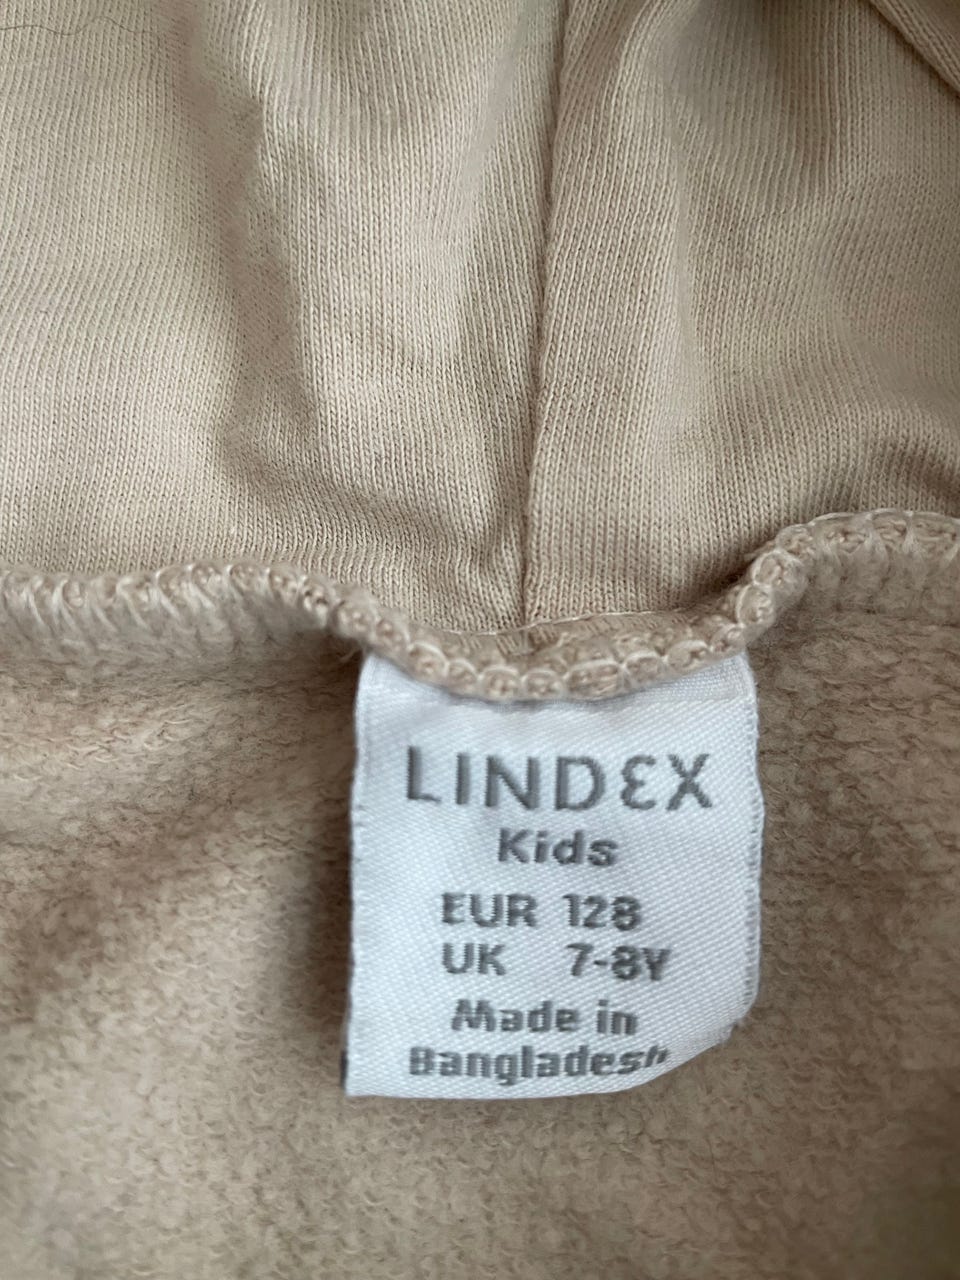 LINDEX
Kids
EUR 128
UK 7-8Y
Made in
Bangladesh